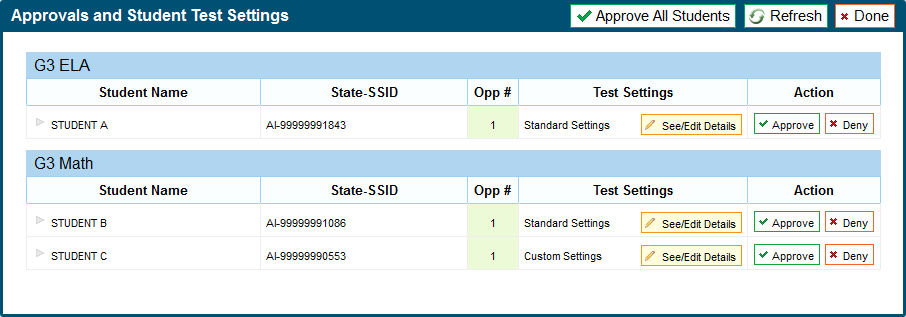 Approvals and Student Test Settings Approve All Students Refresh Done
G3 ELA
Student Name State-SSID Opp # Test Settings Action
STUDENT A AI-99999991843 1 Standard Settings See/Edit Details Approve Deny
G3 Math
Student Name State-SSID Opp # Test Settings Action
STUDENT B AI-99999991086 1 Standard Settings See/Edit Details Approve Deny
STUDENT C AI-99999990553 1 Custom Settings See/Edit Details Approve Deny